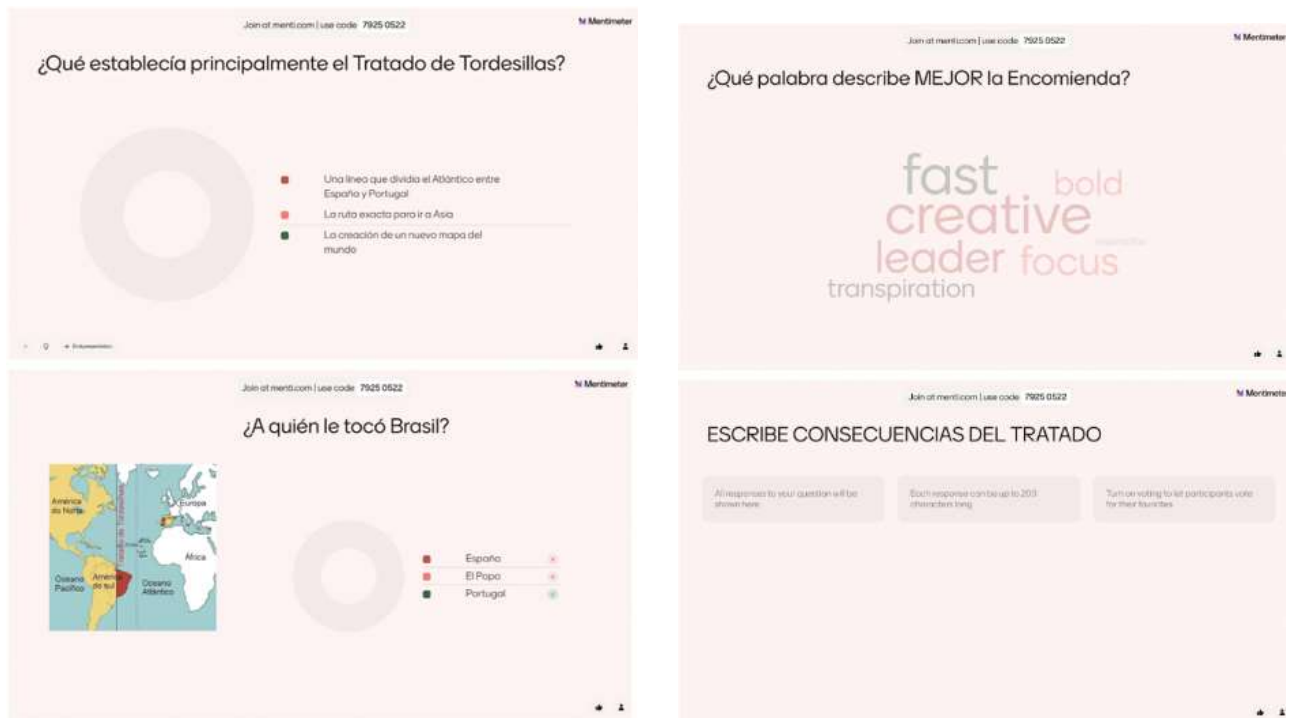 Join at menti.com | use code 7925 0522
Mentimeter
¿Qué establecía principalmente el Tratado de Tordesillas?
Una línea que dividía el Atlántico entre
España y Portugal
La ruta exacta para ir a Asia
La creación de un nuevo mapa del
mundo
Join at menti.com | use code 7925 0522
Mentimeter
¿Qué palabra describe MEJOR la Encomienda?
fast
bold
creative
leader focus
transpiration
Join at menti.com | use code 7925 0522
Mentimeter
¿A quién le tocó Brasil?
América
do Norte
Tratado de Tordesilhas
Europa
África
Oceano
Pacífico
América
do sul
Oceano
Atlântico
España
El Papa
Portugal
Join at menti.com | use code 7925 0522
Mentimeter
ESCRIBE CONSECUENCIAS DEL TRATADO
All responses to your question will be
shown here
Each response can be up to 200
characters long
Turn on voting to let participants vote
for their favorites